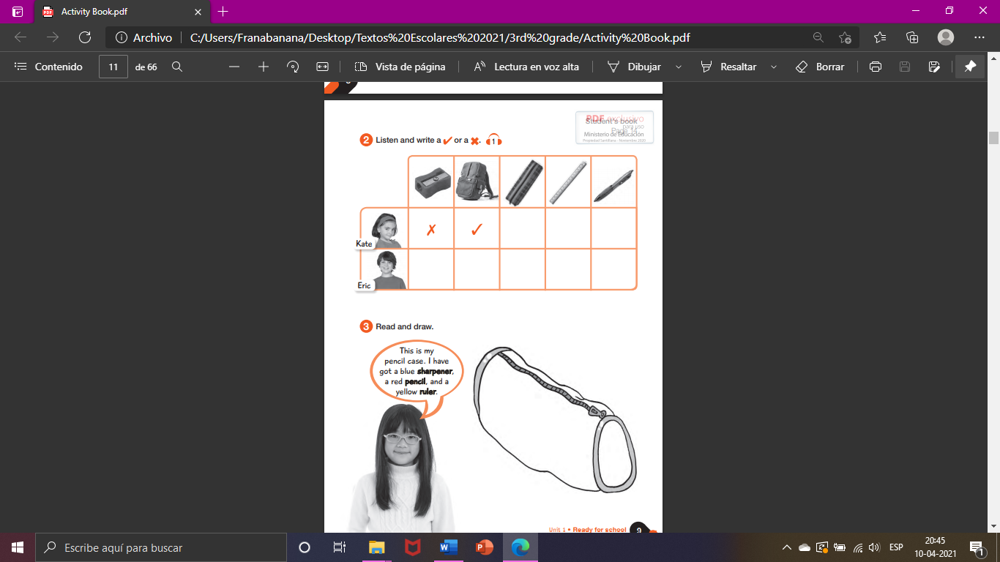 Activity Book.pdf
Archivo
C:/Users/Franabanana/Desktop/Textos%20Escolares%202021/3rd%20grade/Activity%20Book.pdf
Contenido
11
de 66
Vista de página
Lectura en voz alta
Dibujar
Resaltar
Borrar
PDF exclusivo
Student's book
para uso
Page 14
Ministerio de Educación
Propiedad Santillana - Noviembre 2020
2 Listen and write a ✓ or a ✗. 1
✗ ✓
Kate
Eric
3 Read and draw.
This is my
pencil case. I have
got a blue sharpener,
a red pencil, and a
yellow ruler.
Unit 1 • Ready for school 9
Escribe aquí para buscar
ESP
20:45
10-04-2021
1